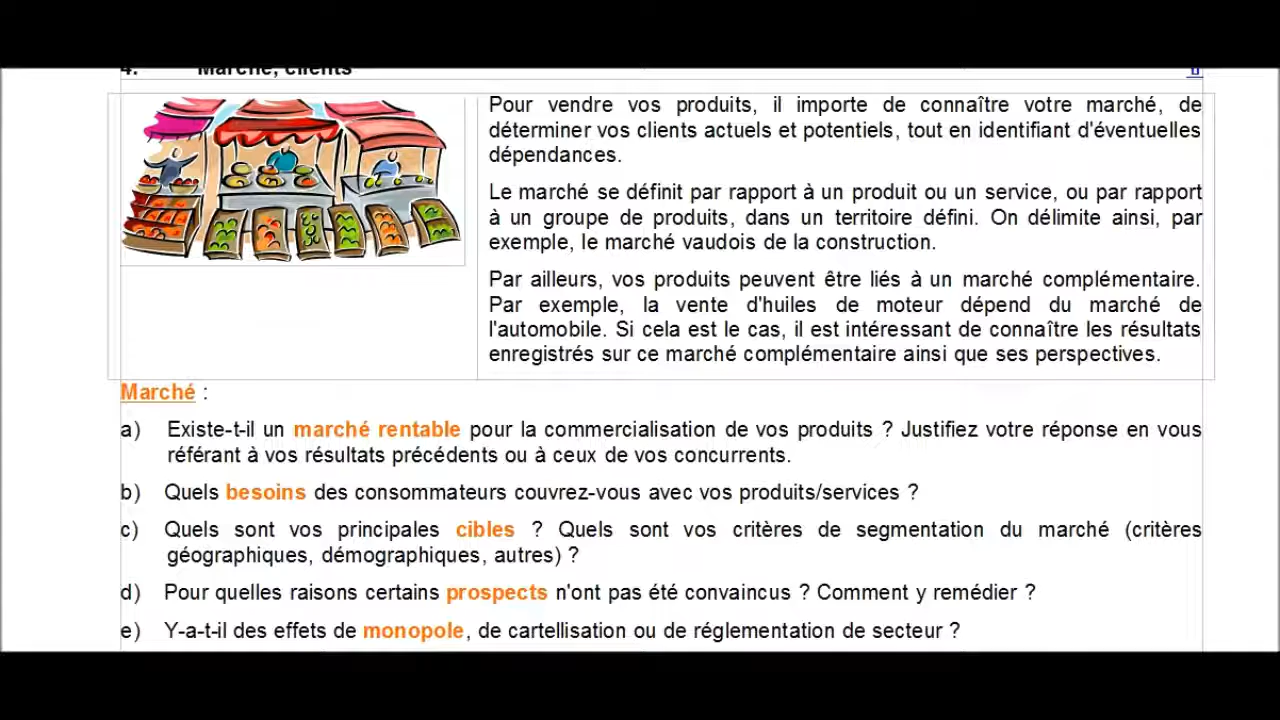 4. Marché, clients
Pour vendre vos produits, il importe de connaître votre marché, de
déterminer vos clients actuels et potentiels, tout en identifiant d'éventuelles
dépendances.
Le marché se définit par rapport à un produit ou un service, ou par rapport
à un groupe de produits, dans un territoire défini. On délimite ainsi, par
exemple, le marché vaudois de la construction.
Par ailleurs, vos produits peuvent être liés à un marché complémentaire.
Par exemple, la vente d'huiles de moteur dépend du marché de
l'automobile. Si cela est le cas, il est intéressant de connaître les résultats
enregistrés sur ce marché complémentaire ainsi que ses perspectives.
Marché :
a) Existe-t-il un marché rentable pour la commercialisation de vos produits ? Justifiez votre réponse en vous
référant à vos résultats précédents ou à ceux de vos concurrents.
b) Quels besoins des consommateurs couvrez-vous avec vos produits/services ?
c) Quels sont vos principales cibles ? Quels sont vos critères de segmentation du marché (critères
géographiques, démographiques, autres) ?
d) Pour quelles raisons certains prospects n'ont pas été convaincus ? Comment y remédier ?
e) Y-a-t-il des effets de monopole, de cartellisation ou de réglementation de secteur ?